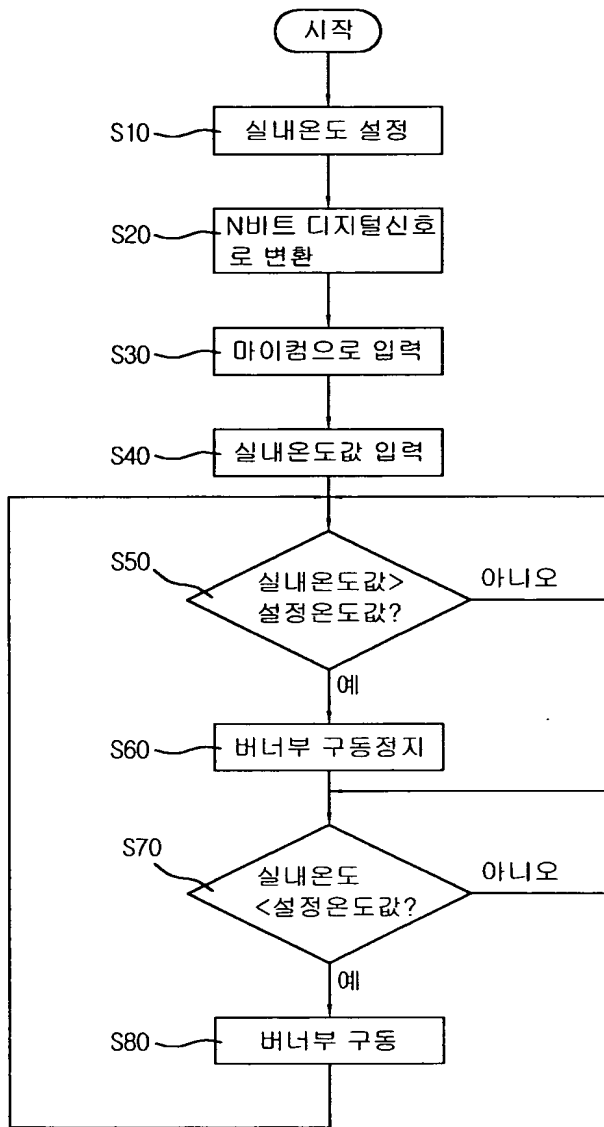 시작
S10
실내온도 설정
S20
N비트 디지털신호
로 변환
S30
마이컴으로 입력
S40
실내온도값 입력
S50
실내온도값>
설정온도값?
아니오
예
S60
버너부 구동정지
S70
실내온도
<설정온도값?
아니오
예
S80
버너부 구동